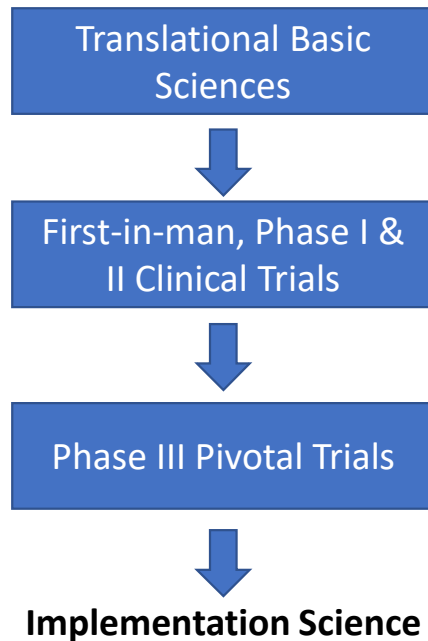 Translational Basic
Sciences
First-in-man, Phase I &
II Clinical Trials
Phase III Pivotal Trials
Implementation Science